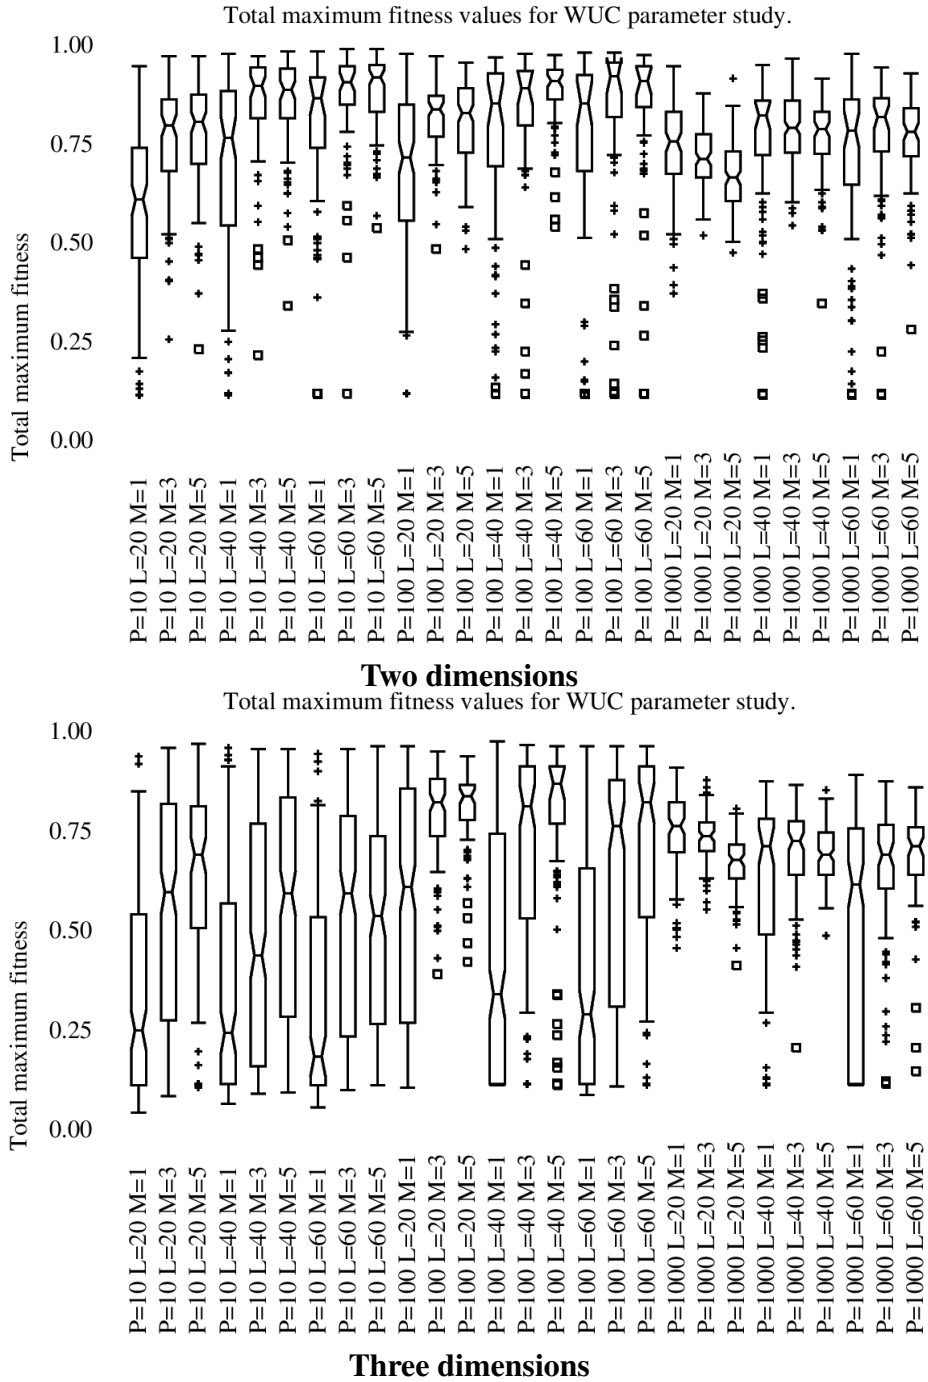 Total maximum fitness values for WUC parameter study.
Total maximum fitness
1.00
0.75
0.50
0.25
0.00
P=10 L=20 M=1
P=10 L=20 M=3
P=10 L=20 M=5
P=10 L=40 M=1
P=10 L=40 M=3
P=10 L=40 M=5
P=10 L=60 M=1
P=10 L=60 M=3
P=10 L=60 M=5
P=100 L=20 M=1
P=100 L=20 M=3
P=100 L=20 M=5
P=100 L=40 M=1
P=100 L=40 M=3
P=100 L=40 M=5
P=100 L=60 M=1
P=100 L=60 M=3
P=100 L=60 M=5
P=1000 L=20 M=1
P=1000 L=20 M=3
P=1000 L=20 M=5
P=1000 L=40 M=1
P=1000 L=40 M=3
P=1000 L=40 M=5
P=1000 L=60 M=1
P=1000 L=60 M=3
P=1000 L=60 M=5
Two dimensions
Total maximum fitness values for WUC parameter study.
Total maximum fitness
1.00
0.75
0.50
0.25
0.00
P=10 L=20 M=1
P=10 L=20 M=3
P=10 L=20 M=5
P=10 L=40 M=1
P=10 L=40 M=3
P=10 L=40 M=5
P=10 L=60 M=1
P=10 L=60 M=3
P=10 L=60 M=5
P=100 L=20 M=1
P=100 L=20 M=3
P=100 L=20 M=5
P=100 L=40 M=1
P=100 L=40 M=3
P=100 L=40 M=5
P=100 L=60 M=1
P=100 L=60 M=3
P=100 L=60 M=5
P=1000 L=20 M=1
P=1000 L=20 M=3
P=1000 L=20 M=5
P=1000 L=40 M=1
P=1000 L=40 M=3
P=1000 L=40 M=5
P=1000 L=60 M=1
P=1000 L=60 M=3
P=1000 L=60 M=5
Three dimensions